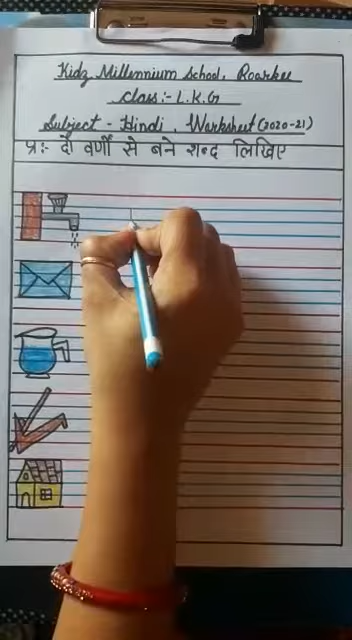 Kidz Millennium School, Roorkee
Class:- L.K.G
Subject - Hindi, Worksheet (2020-21)
प्रः- दो वर्णों से बने शब्द लिखिए